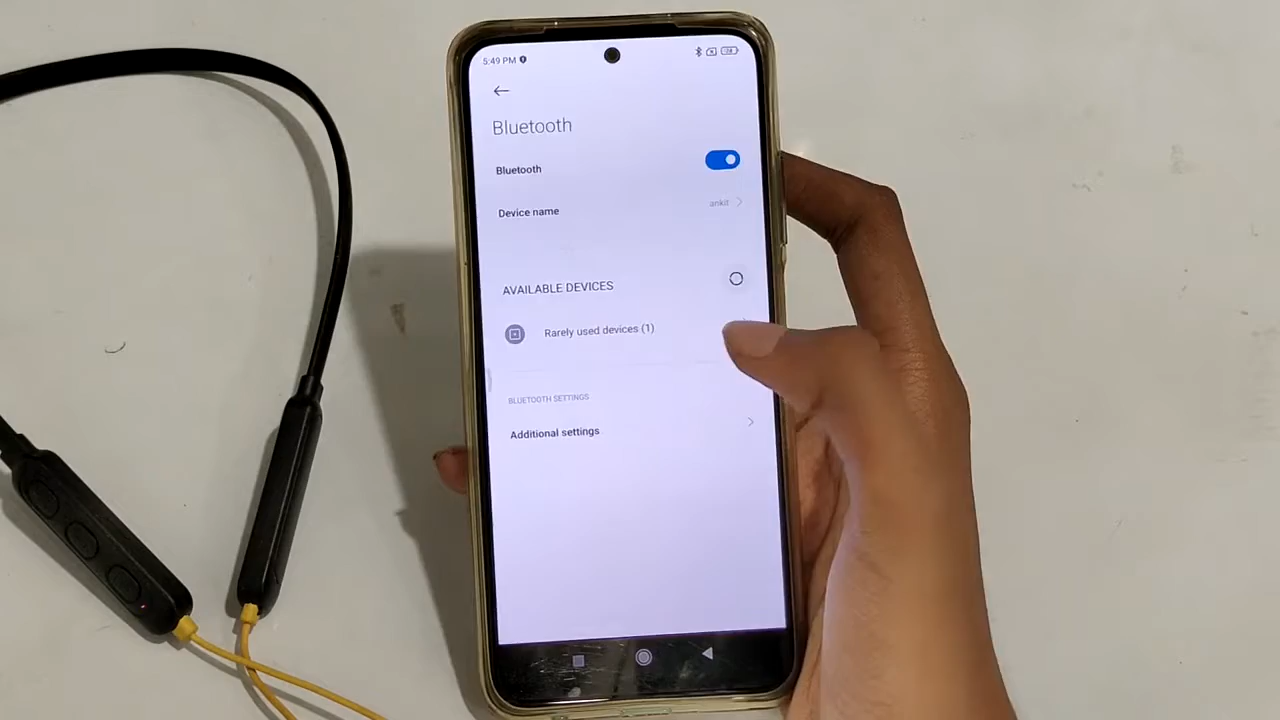 5:49 PM
Bluetooth
Bluetooth
Device name
ankit
AVAILABLE DEVICES
Rarely used devices (1)
BLUETOOTH SETTINGS
Additional settings